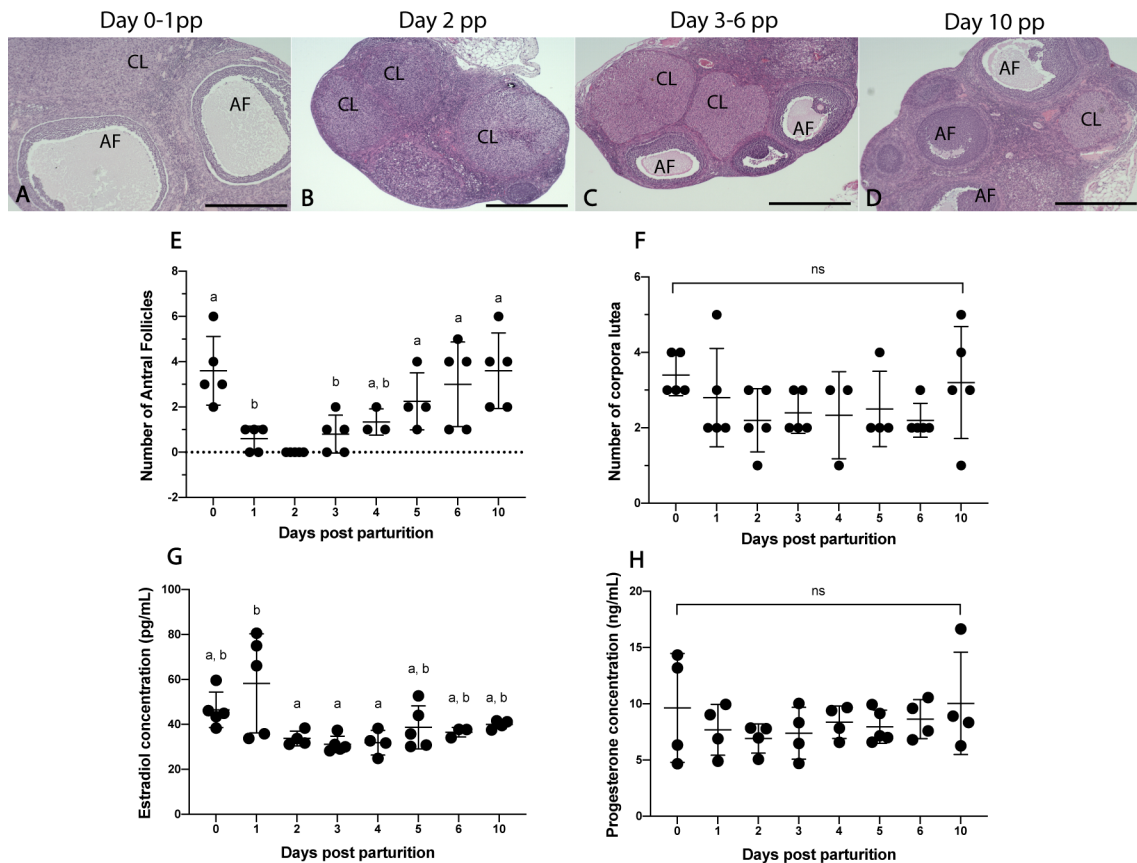 Day 0-1pp
Day 2 pp
Day 3-6 pp
Day 10 pp
CL
AF
AF
A
CL
CL
CL
B
CL
CL
AF
AF
C
AF
AF
CL
AF
D
E
Number of Antral Follicles
8
6
4
2
0
-2
a
b
b
a, b
a
a
a
0 1 2 3 4 5 6 10
Days post parturition
F
Number of corpora lutea
6
4
2
0
ns
0 1 2 3 4 5 6 10
Days post parturition
G
Estradiol concentration (pg/mL)
100
80
60
40
20
0
a, b
b
a
a
a
a, b
a, b
a, b
0 1 2 3 4 5 6 10
Days post parturition
H
Progesterone concentration (ng/mL)
20
15
10
5
0
ns
0 1 2 3 4 5 6 10
Days post parturition